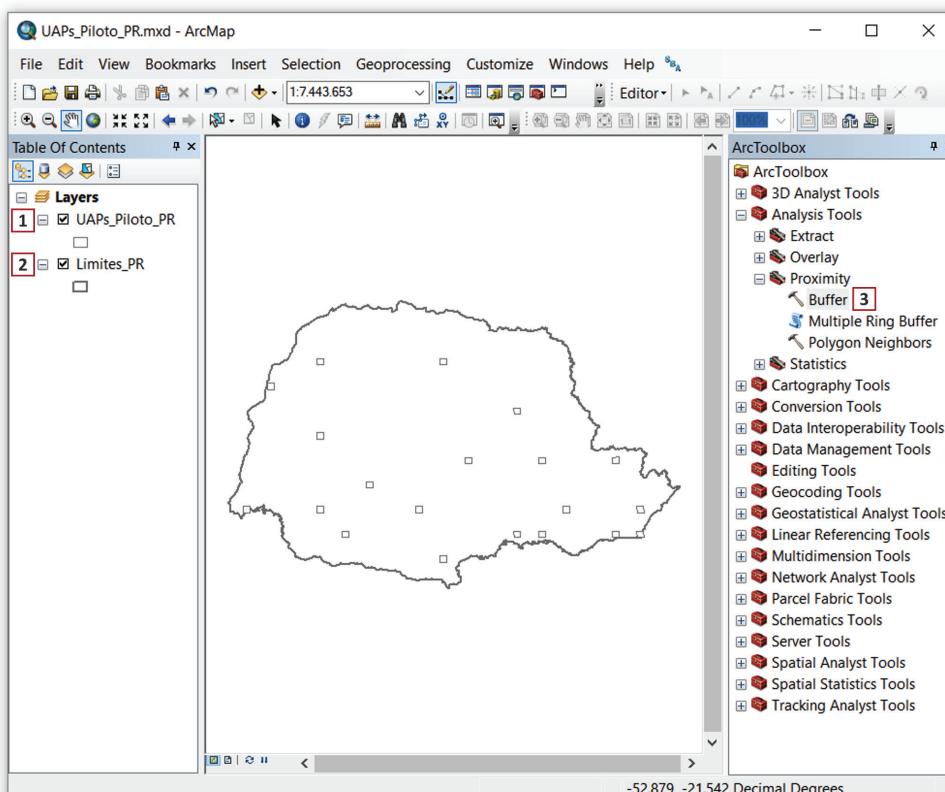 UAPs_Piloto_PR.mxd - ArcMap
File Edit View Bookmarks Insert Selection Geoprocessing Customize Windows Help
1:7.443.653
Editor
100%
Table Of Contents
Layers
1 UAPs_Piloto_PR
2 Limites_PR
ArcToolbox
ArcToolbox
3D Analyst Tools
Analysis Tools
Extract
Overlay
Proximity
Buffer 3
Multiple Ring Buffer
Polygon Neighbors
Statistics
Cartography Tools
Conversion Tools
Data Interoperability Tools
Data Management Tools
Editing Tools
Geocoding Tools
Geostatistical Analyst Tools
Linear Referencing Tools
Multidimension Tools
Network Analyst Tools
Parcel Fabric Tools
Schematics Tools
Server Tools
Spatial Analyst Tools
Spatial Statistics Tools
Tracking Analyst Tools
-52,879 -21,542 Decimal Degrees